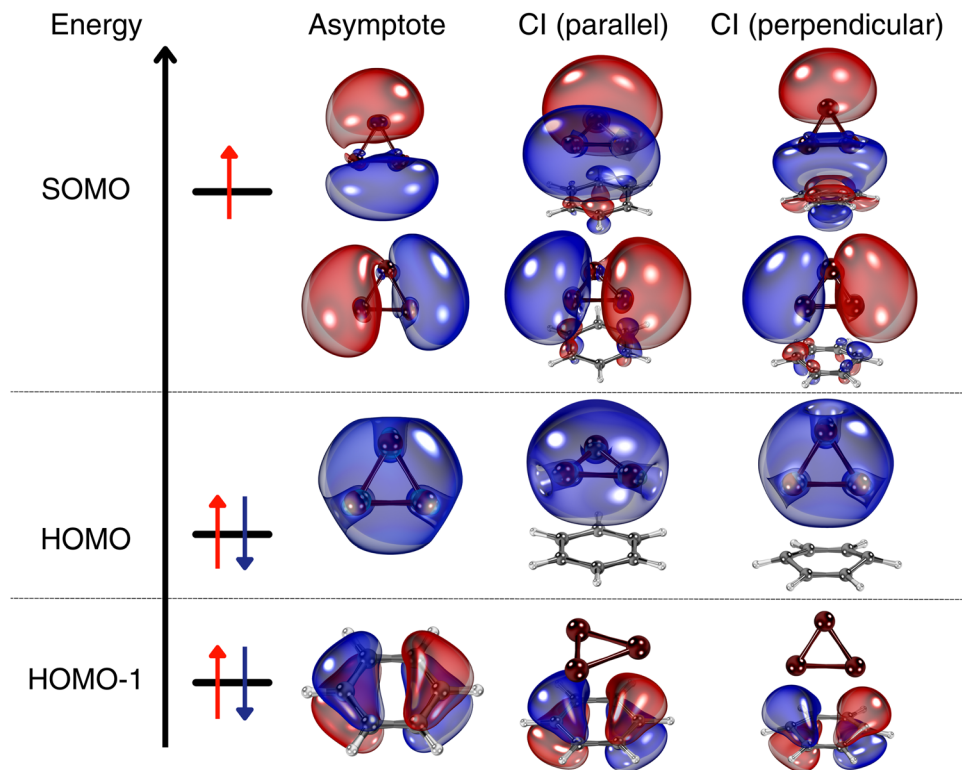 Energy
Asymptote
CI (parallel)
CI (perpendicular)
SOMO
HOMO
HOMO-1